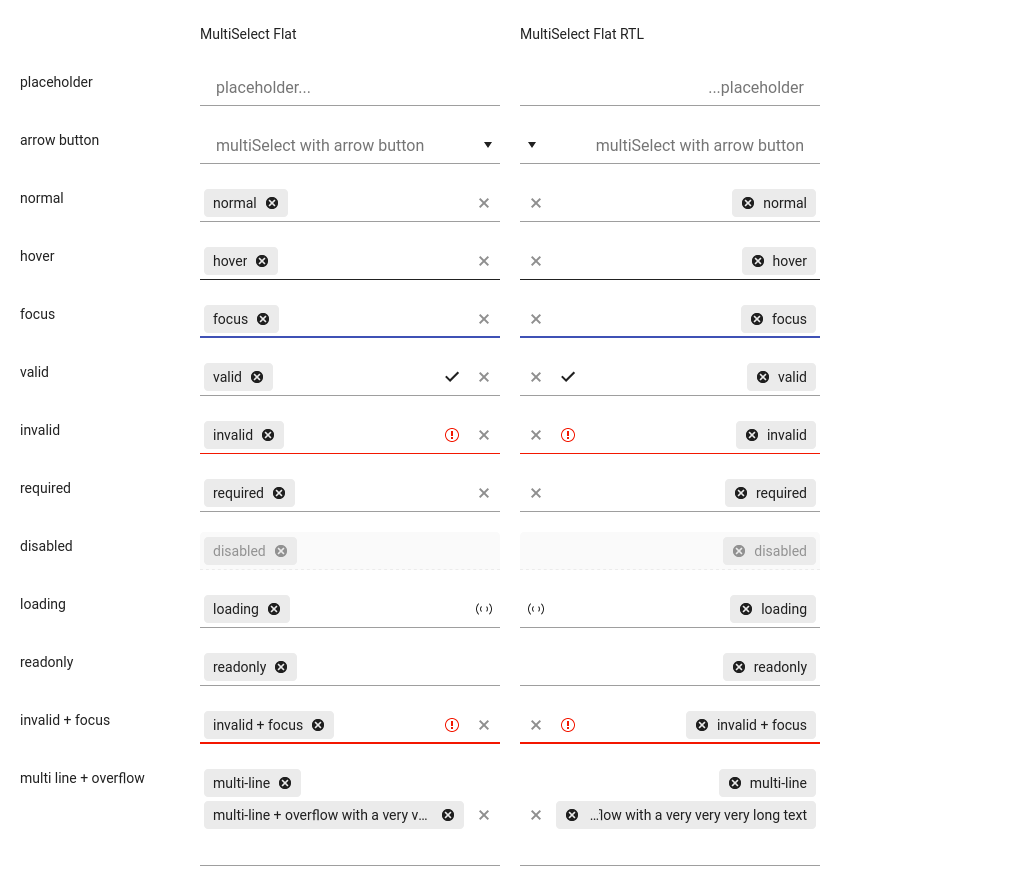 MultiSelect Flat MultiSelect Flat RTL
placeholder placeholder... ...placeholder
arrow button multiSelect with arrow button multiSelect with arrow button
normal normal normal
hover hover hover
focus focus focus
valid valid valid
invalid invalid invalid
required required required
disabled disabled disabled
loading loading loading
readonly readonly readonly
invalid + focus invalid + focus invalid + focus
multi line + overflow multi-line multi-line
multi-line + overflow with a very v... ...low with a very very very long text